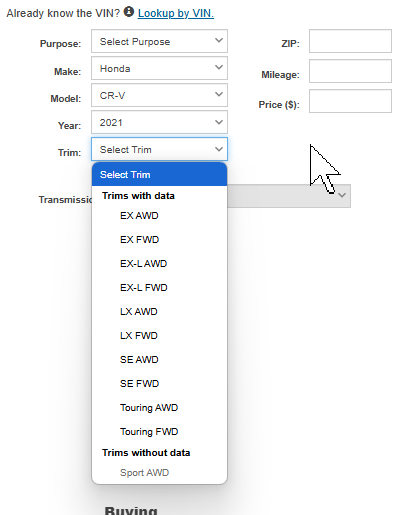 Already know the VIN? Lookup by VIN.
Purpose: Select Purpose ZIP:
Make: Honda Mileage:
Model: CR-V Price ($):
Year: 2021
Trim: Select Trim
Select Trim
Trims with data
EX AWD
EX FWD
EX-L AWD
EX-L FWD
LX AWD
LX FWD
SE AWD
SE FWD
Touring AWD
Touring FWD
Trims without data
Sport AWD
Buying